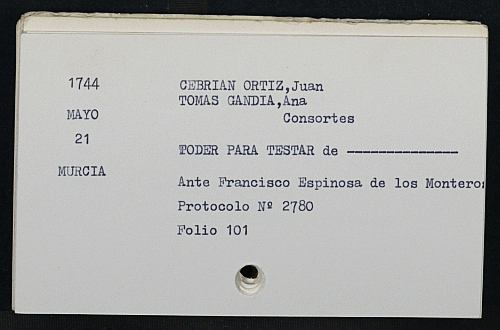 1744
MAYO
21
MURCIA
CEBRIAN ORTIZ,Juan
TOMAS GANDIA,Ana
Consortes
TODER PARA TESTAR de --------------
Ante Francisco Espinosa de los Monteros
Protocolo Nº 2780
Folio 101